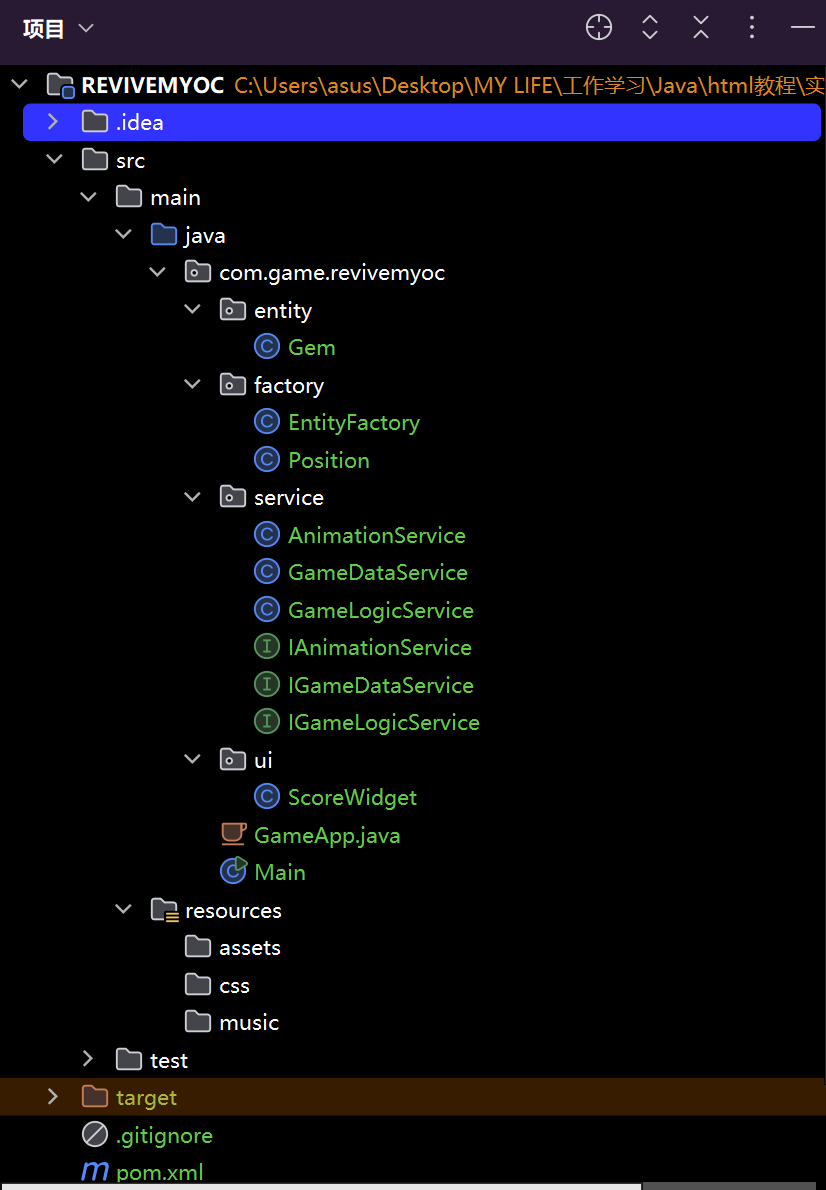 项目
REVIVEMYOC C:\Users\asus\Desktop\MY LIFE\工作学习\Java\html教程\实
.idea
src
main
java
com.game.revivemyoc
entity
Gem
factory
EntityFactory
Position
service
AnimationService
GameDataService
GameLogicService
IAnimationService
IGameDataService
IGameLogicService
ui
ScoreWidget
GameApp.java
Main
resources
assets
css
music
test
target
.gitignore
pom.xml